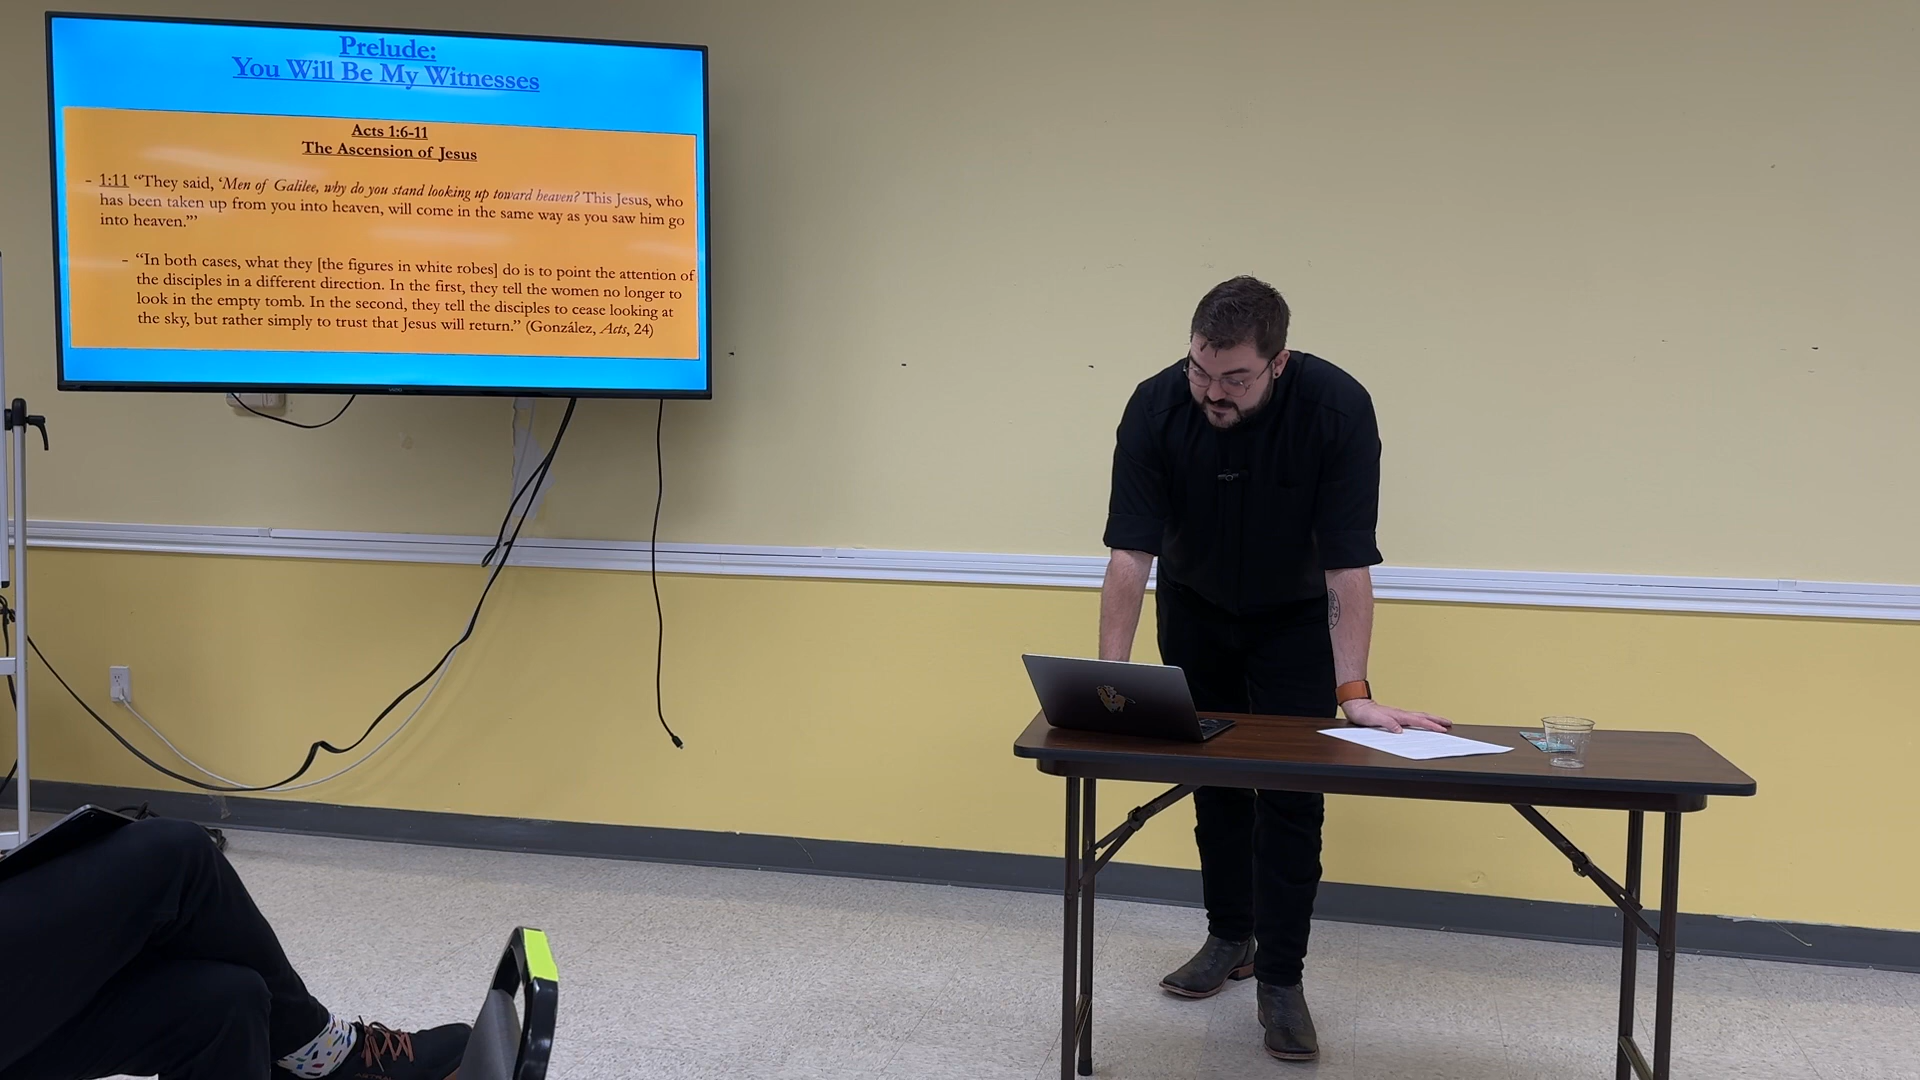 Prelude:
You Will Be My Witnesses
Acts 1:6-11
The Ascension of Jesus
- 1:11 “They said, ‘Men of Galilee, why do you stand looking up toward heaven? This Jesus, who
has been taken up from you into heaven, will come in the same way as you saw him go
into heaven.’”
- “In both cases, what they [the figures in white robes] do is to point the attention of
the disciples in a different direction. In the first, they tell the women no longer to
look in the empty tomb. In the second, they tell the disciples to cease looking at
the sky, but rather simply to trust that Jesus will return.” (González, Acts, 24)